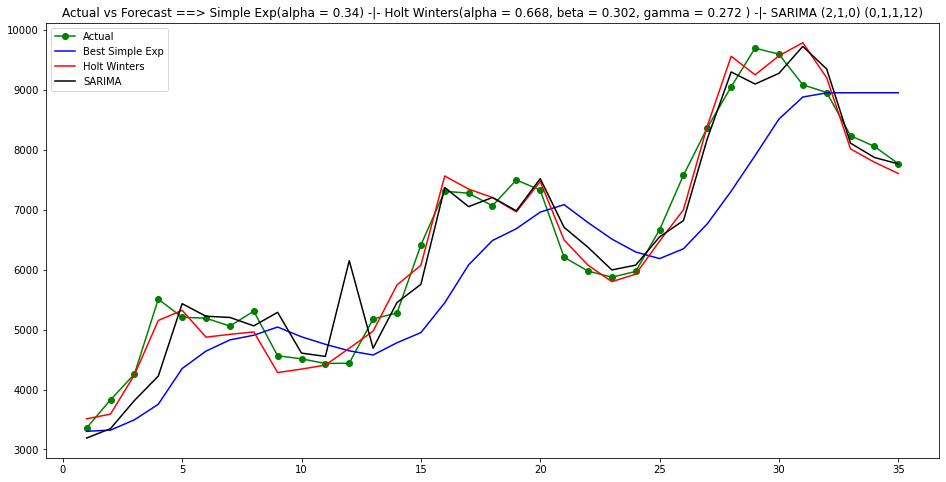 Actual vs Forecast ==> Simple Exp(alpha = 0.34) -|- Holt Winters(alpha = 0.668, beta = 0.302, gamma = 0.272 ) -|- SARIMA (2,1,0) (0,1,1,12)
Actual
Best Simple Exp
Holt Winters
SARIMA
10000
9000
8000
7000
6000
5000
4000
3000
0 5 10 15 20 25 30 35